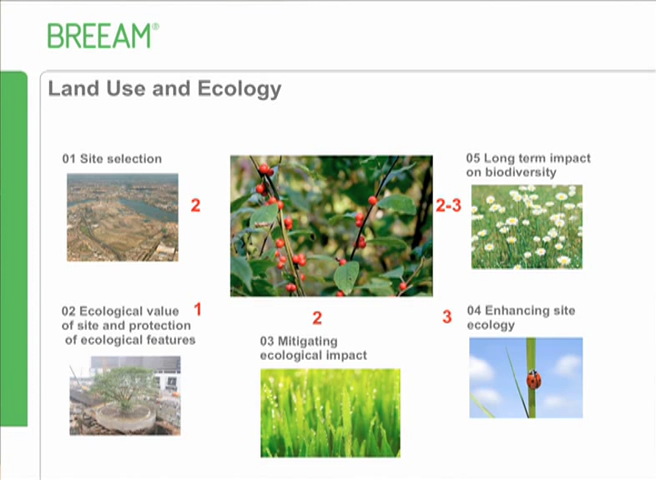 BREEAM®
Land Use and Ecology
01 Site selection
2
02 Ecological value
of site and protection
of ecological features
1
2
03 Mitigating
ecological impact
3
04 Enhancing site
ecology
2-3
05 Long term impact
on biodiversity